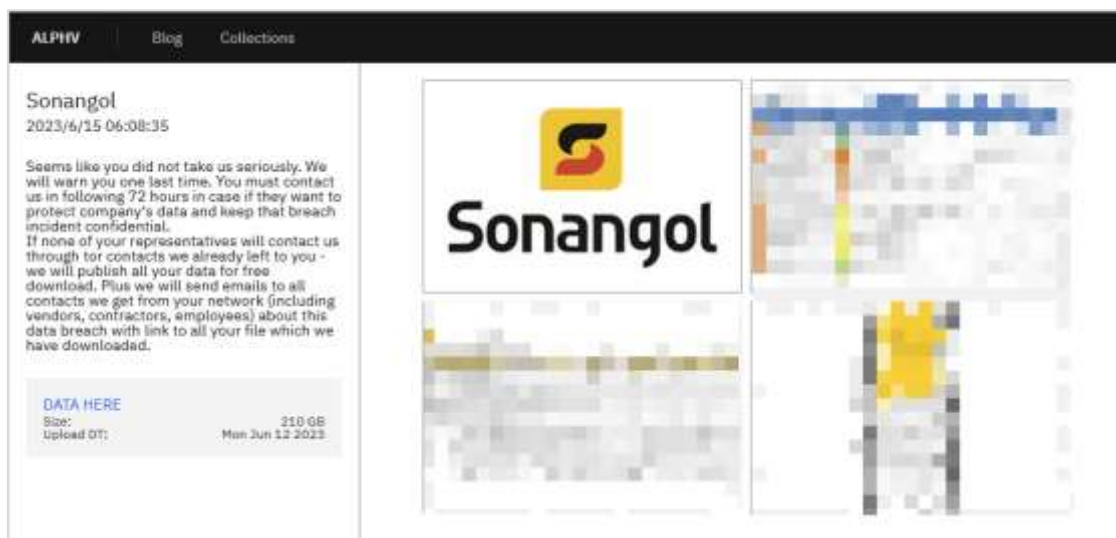 ALPHV Blog Collections
Sonangol
2023/6/15 06:08:35
Seems like you did not take us seriously. We
will warn you one last time. You must contact
us in following 72 hours in case if they want to
protect company's data and keep that breach
incident confidential.
If none of your representatives will contact us
through tor contacts we already left to you -
we will publish all your data for free
download. Plus we will send emails to all
contacts we get from your network (including
vendors, contractors, employees) about this
data breach with link to all your file which we
have downloaded.
DATA HERE
Size: 210 GB
Upload DT: Mon Jun 12 2023
Sonangol